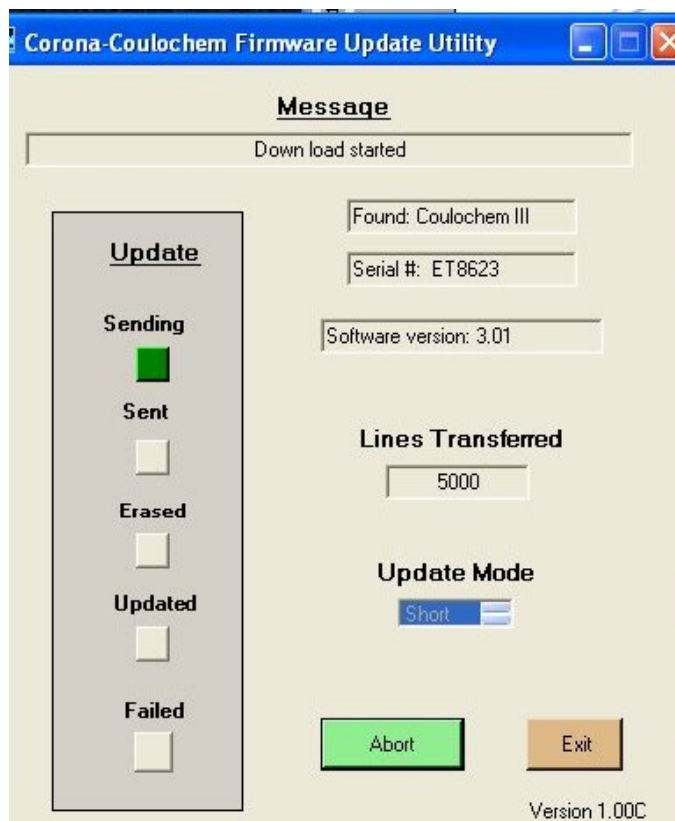 Corona-Coulochem Firmware Update Utility
Message
Down load started
Found: Coulochem III
Serial #: ET8623
Software version: 3.01
Update
Sending
Sent
Erased
Updated
Failed
Lines Transferred
5000
Update Mode
Short
Abort
Exit
Version 1.00C